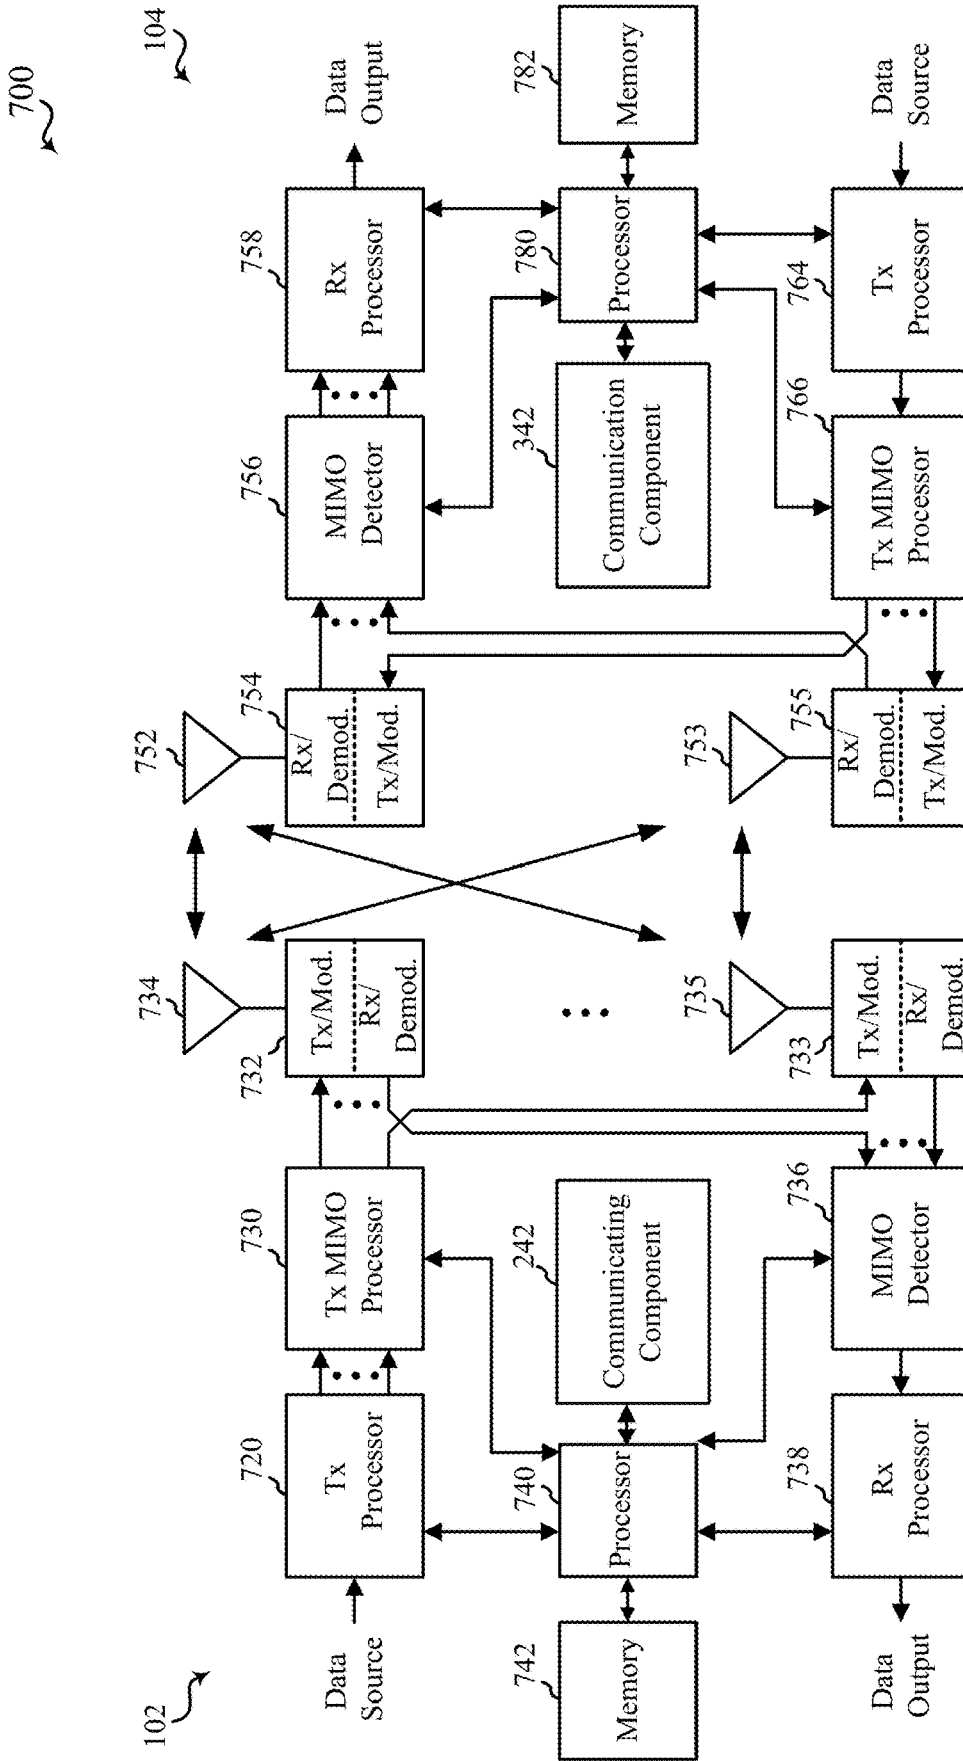 700
102
104
734
752
Data
Source
720
Tx
Processor
730
Tx MIMO
Processor
732
Tx/Mod.
Rx/
Demod.
754
Rx/
Demod.
Tx/Mod.
756
MIMO
Detector
758
Rx
Processor
Data
Output
742
Memory
740
Processor
242
Communicating
Component
342
Communication
Component
780
Processor
782
Memory
735
753
Data
Output
738
Rx
Processor
736
MIMO
Detector
733
Tx/Mod.
Rx/
Demod.
755
Rx/
Demod.
Tx/Mod.
766
Tx MIMO
Processor
764
Tx
Processor
Data
Source